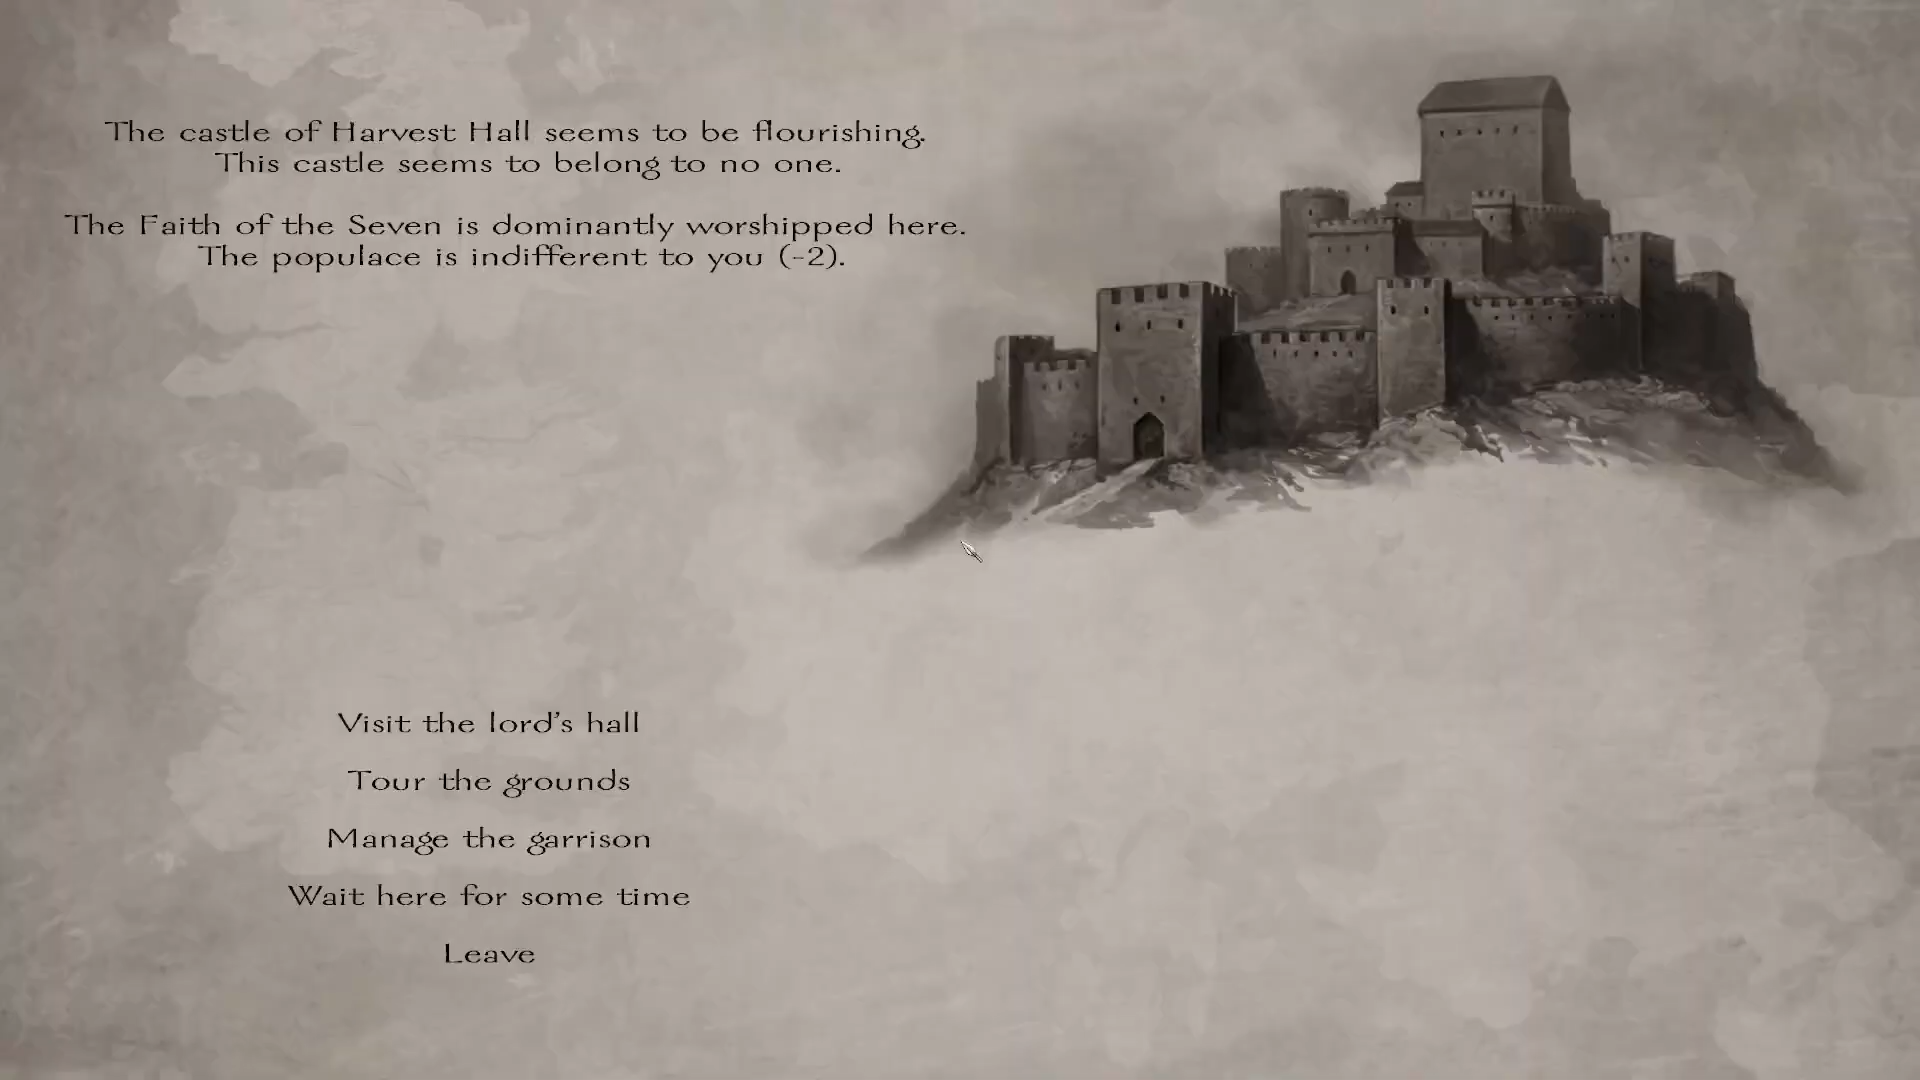 The castle of Harvest Hall seems to be flourishing.
This castle seems to belong to no one.
The Faith of the Seven is dominantly worshipped here.
The populace is indifferent to you (-2).
Visit the lord's hall
Tour the grounds
Manage the garrison
Wait here for some time
Leave